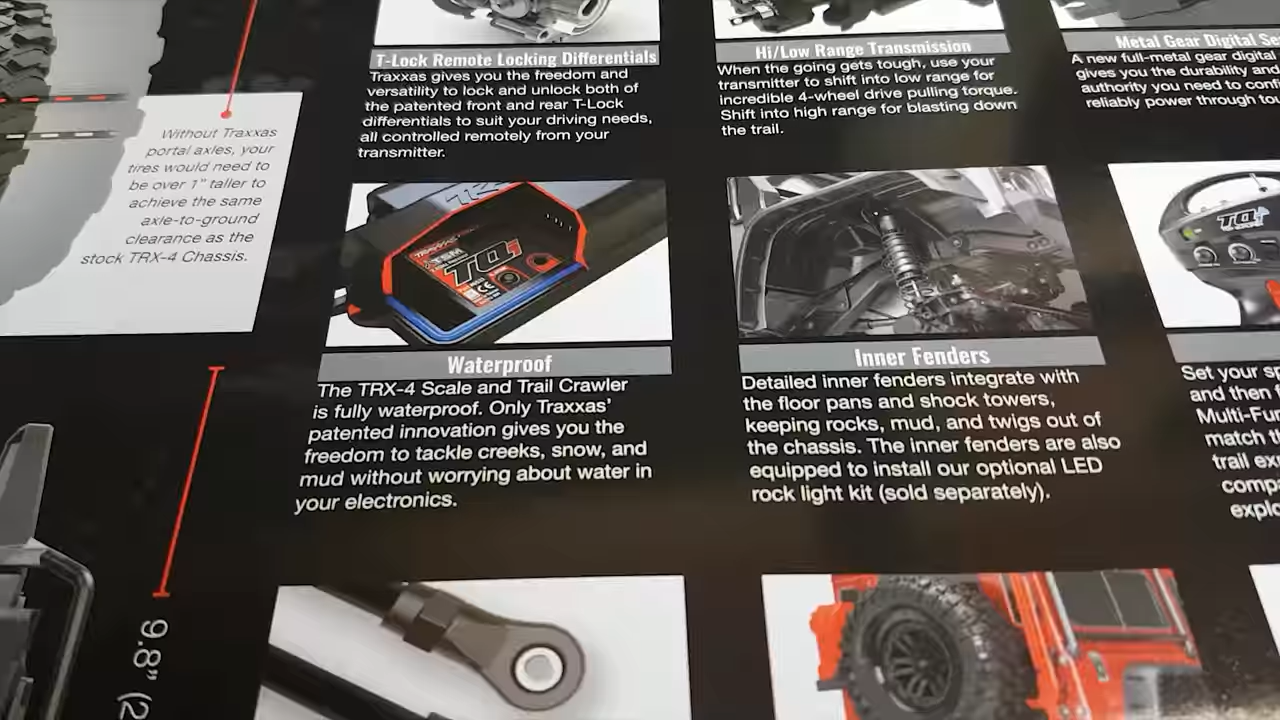 T-Lock Remote Locking Differentials
Traxxas gives you the freedom and
versatility to lock and unlock both of
the patented front and rear T-Lock
differentials to suit your driving needs,
all controlled remotely from your
transmitter.
Hi/Low Range Transmission
When the going gets tough, use your
transmitter to shift into low range for
incredible 4-wheel drive pulling torque.
Shift into high range for blasting down
the trail.
Metal Gear Digital
A new full-metal gear digital
gives you the durability and
authority you need to
reliably power through
Without Traxxas
portal axles, your
tires would need to
be over 1" taller to
achieve the same
axle-to-ground
clearance as the
stock TRX-4 Chassis.
TQi
Waterproof
The TRX-4 Scale and Trail Crawler
is fully waterproof. Only Traxxas'
patented innovation gives you the
freedom to tackle creeks, snow, and
mud without worrying about water in
your electronics.
Inner Fenders
Detailed inner fenders integrate with
the floor pans and shock towers,
keeping rocks, mud, and twigs out of
the chassis. The inner fenders are also
equipped to install our optional LED
rock light kit (sold separately).
TQi
Set your
and then
match
trail
9.8"